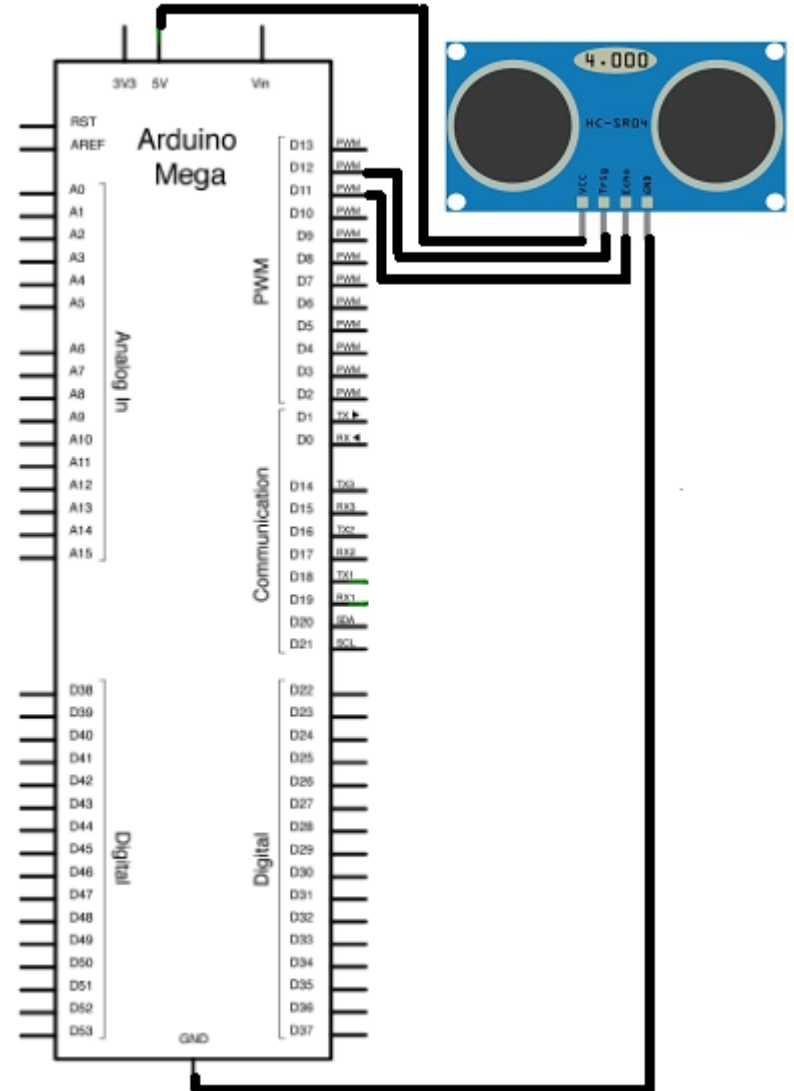 3V3 5V Vin
RST
AREF
Arduino
Mega
A0
A1
A2
A3
A4
A5
A6
A7
A8
A9
A10
A11
A12
A13
A14
A15
Analog In
D38
D39
D40
D41
D42
D43
D44
D45
D46
D47
D48
D49
D50
D51
D52
D53
Digital
PWM
D13 PWM
D12 PWM
D11 PWM
D10 PWM
D9 PWM
D8 PWM
D7 PWM
D6 PWM
D5 PWM
D4 PWM
D3 PWM
D2 PWM
Communication
D1 TX ▶
D0 RX ◀
D14 TX3
D15 RX3
D16 TX2
D17 RX2
D18 TX1
D19 RX1
D20 SDA
D21 SCL
Digital
D22
D23
D24
D25
D26
D27
D28
D29
D30
D31
D32
D33
D34
D35
D36
D37
GND
4.000
HC-SR04
VCC
Trig
Echo
GND